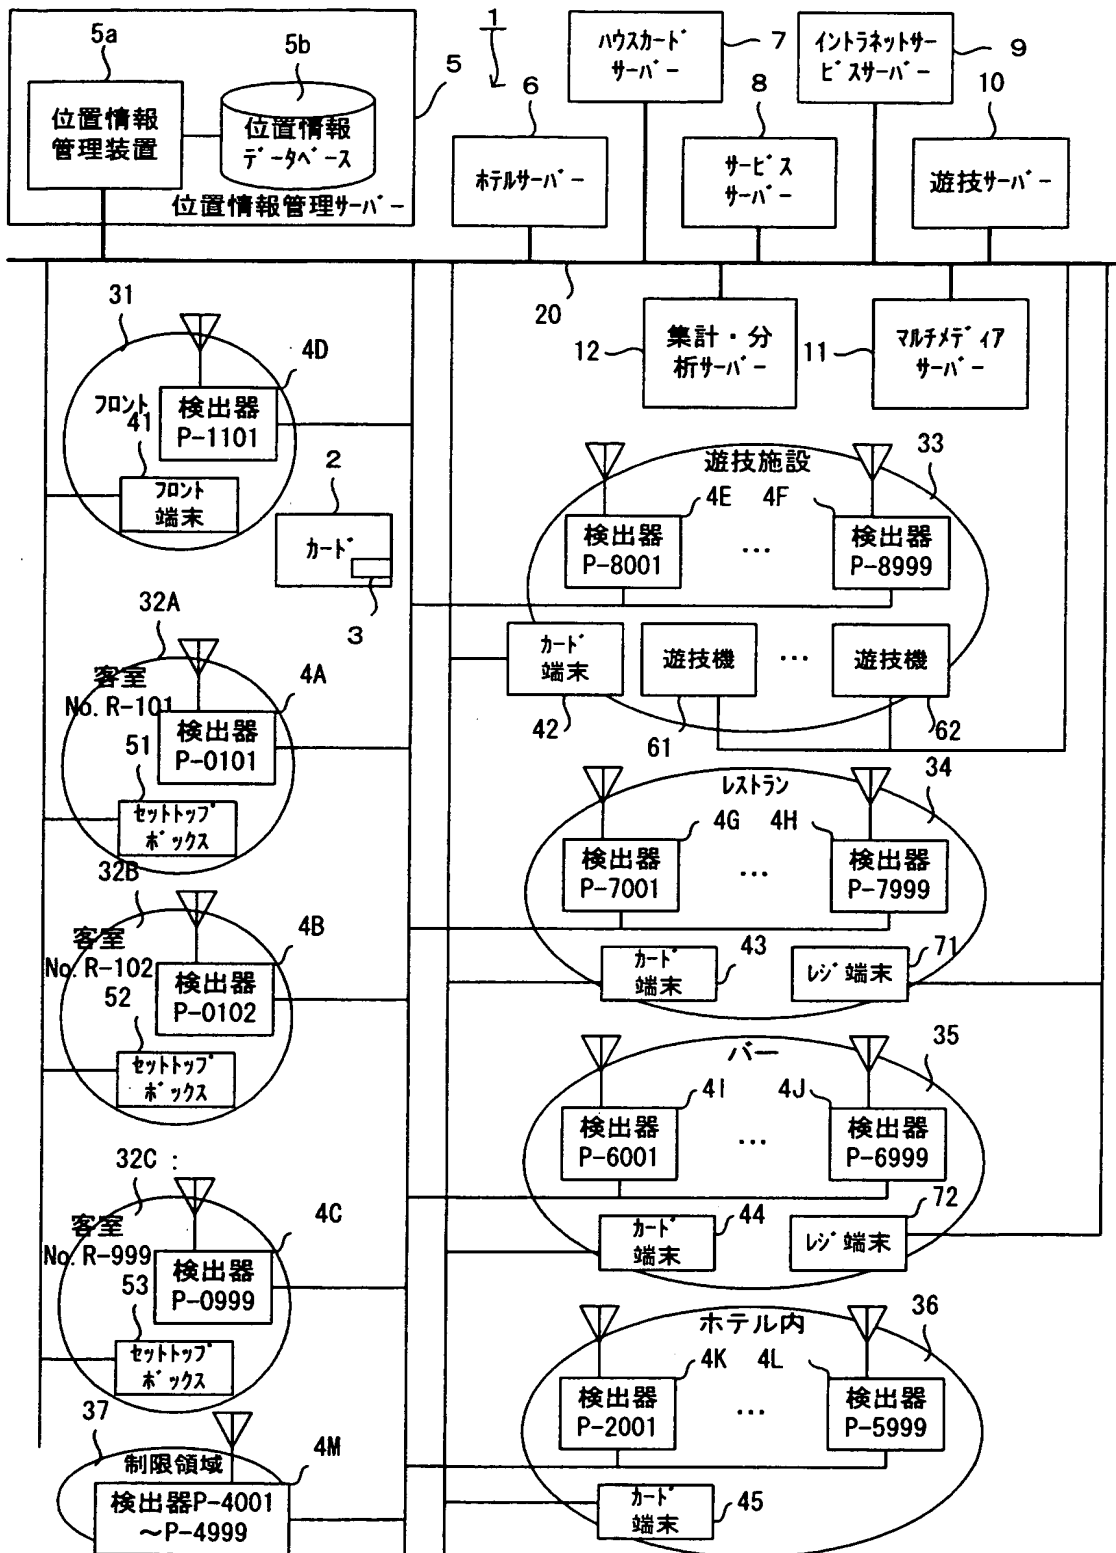 1
5a
5b
5
位置情報
管理装置
位置情報
データベース
位置情報管理サーバー
6
ホテルサーバー
ハウスカード
サーバー
7
8
サービス
サーバー
イントラネットサー
ビスサーバー
9
10
遊技サーバー
20
12
集計・分
析サーバー
11
マルチメディア
サーバー
31
4D
フロント
41
検出器
P-1101
フロント
端末
2
カード
3
32A
客室
No. R-101
4A
検出器
P-0101
51
セットトップ
ボックス
32B
客室
No. R-102
4B
検出器
P-0102
52
セットトップ
ボックス
32C
:
客室
No. R-999
4C
検出器
P-0999
53
セットトップ
ボックス
37
制限領域
4M
検出器P-4001
～P-4999
33
遊技施設
4E
4F
検出器
P-8001
...
検出器
P-8999
カード
端末
42
遊技機
...
遊技機
61
62
34
レストラン
4G
4H
検出器
P-7001
...
検出器
P-7999
カード
端末
43
レジ端末
71
35
バー
4I
4J
検出器
P-6001
...
検出器
P-6999
カード
端末
44
レジ端末
72
36
ホテル内
4K
4L
検出器
P-2001
...
検出器
P-5999
カード
端末
45